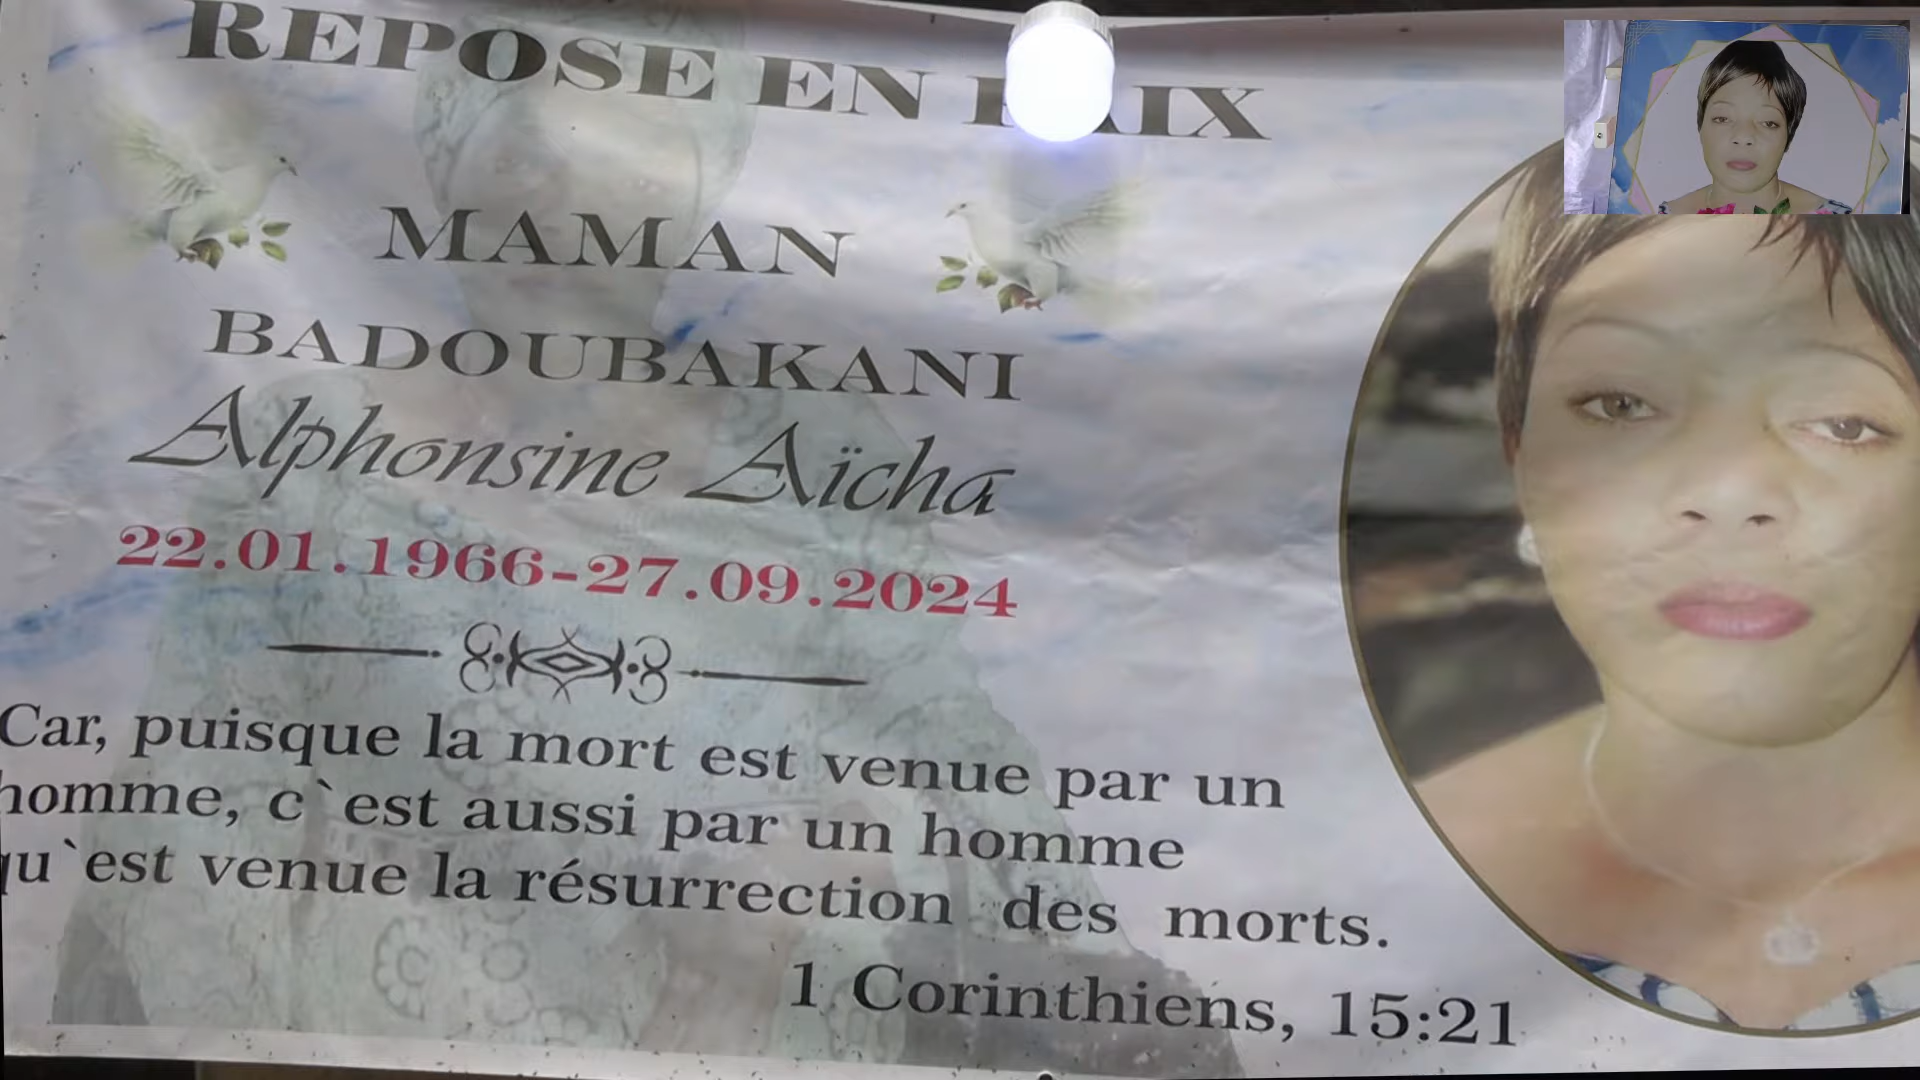 REPOSE EN PAIX
MAMAN
BADOUBAKANI
Alphonsine Aïcha
22.01.1966-27.09.2024
Car, puisque la mort est venue par un
homme, c`est aussi par un homme
qu`est venue la résurrection des morts.
1 Corinthiens, 15:21